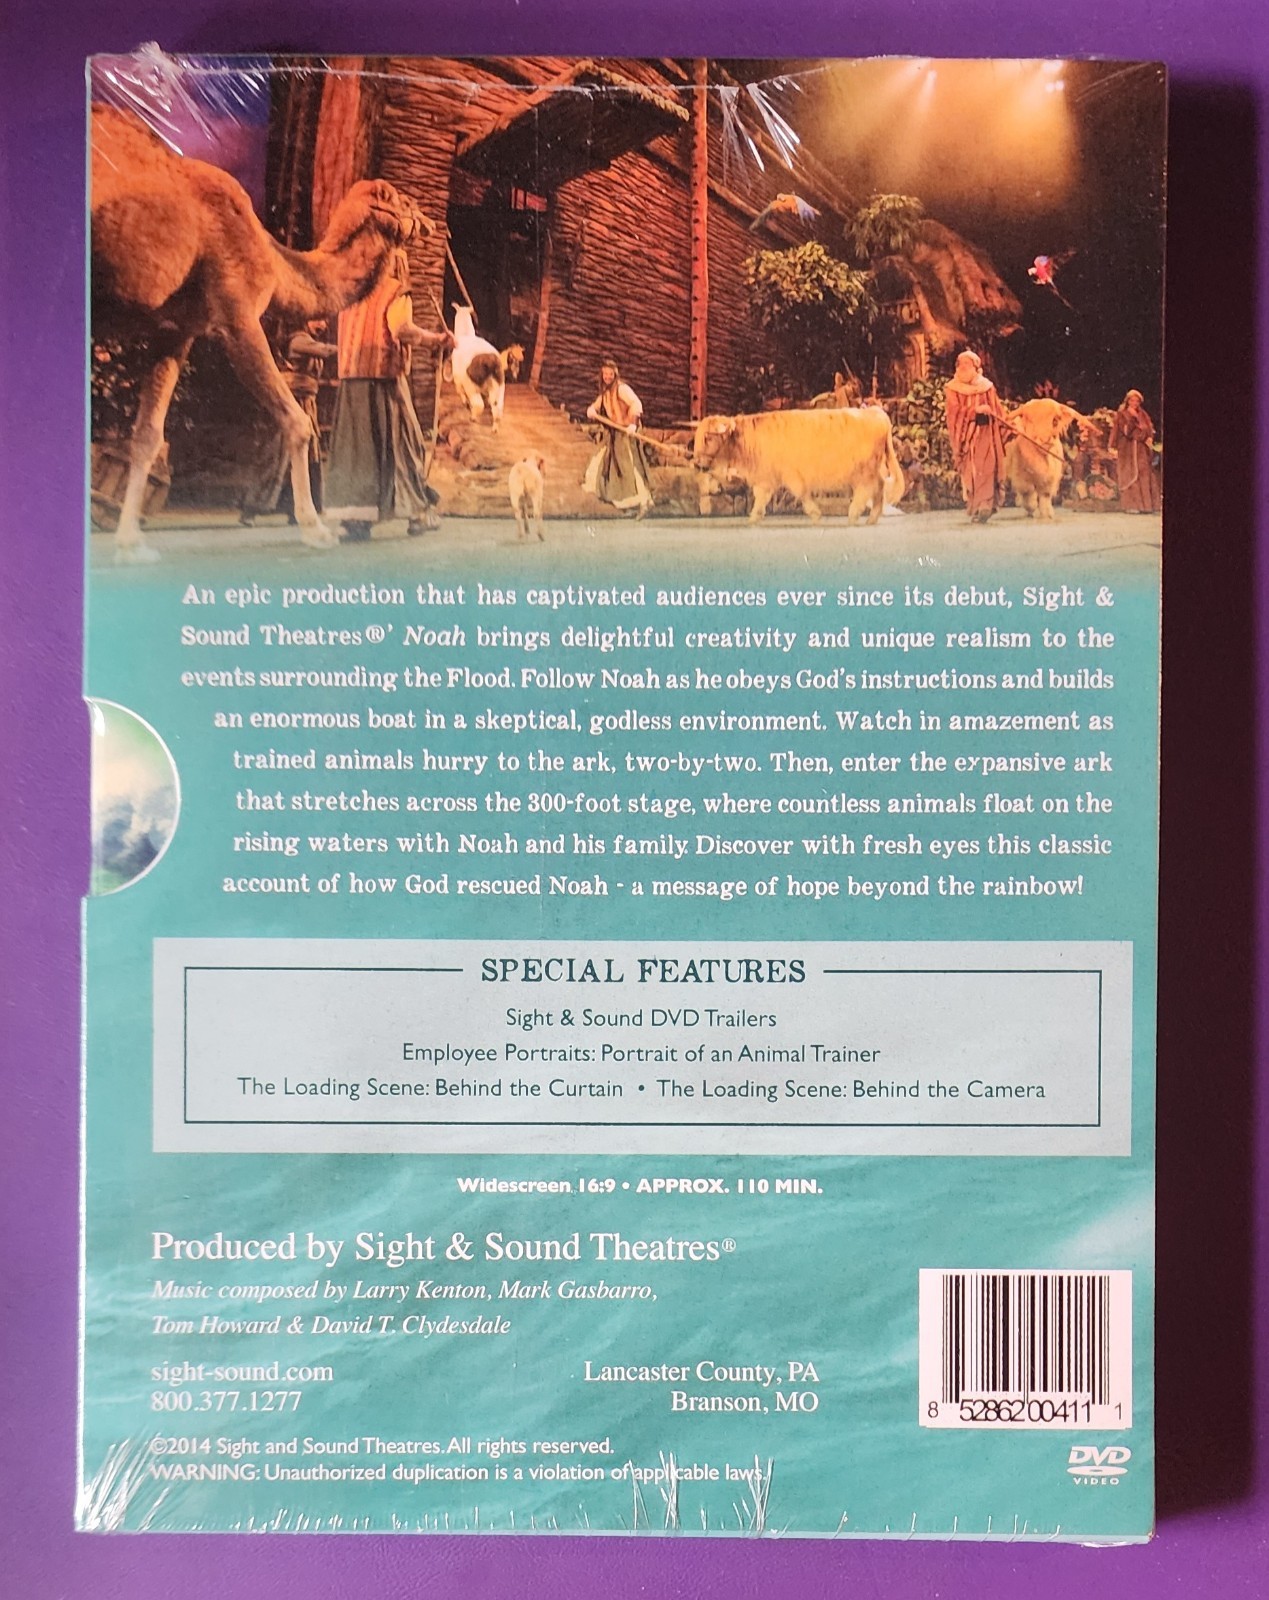 An epic production that has captivated audiences ever since its debut, Sight &
Sound Theatres®’ Noah brings delightful creativity and unique realism to the
events surrounding the Flood. Follow Noah as he obeys God's instructions and builds
an enormous boat in a skeptical, godless environment. Watch in amazement as
trained animals hurry to the ark, two-by-two. Then, enter the expansive ark
that stretches across the 300-foot stage, where countless animals float on the
rising waters with Noah and his family. Discover with fresh eyes this classic
account of how God rescued Noah - a message of hope beyond the rainbow!
SPECIAL FEATURES
Sight & Sound DVD Trailers
Employee Portraits: Portrait of an Animal Trainer
The Loading Scene: Behind the Curtain • The Loading Scene: Behind the Camera
Widescreen 16:9 • APPROX. 110 MIN.
Produced by Sight & Sound Theatres®
Music composed by Larry Kenton, Mark Gasbarro,
Tom Howard & David T. Clydesdale
sight-sound.com Lancaster County, PA
800.377.1277 Branson, MO
8 52862 00411 1
©2014 Sight and Sound Theatres. All rights reserved.
WARNING: Unauthorized duplication is a violation of applicable laws.
DVD
VIDEO